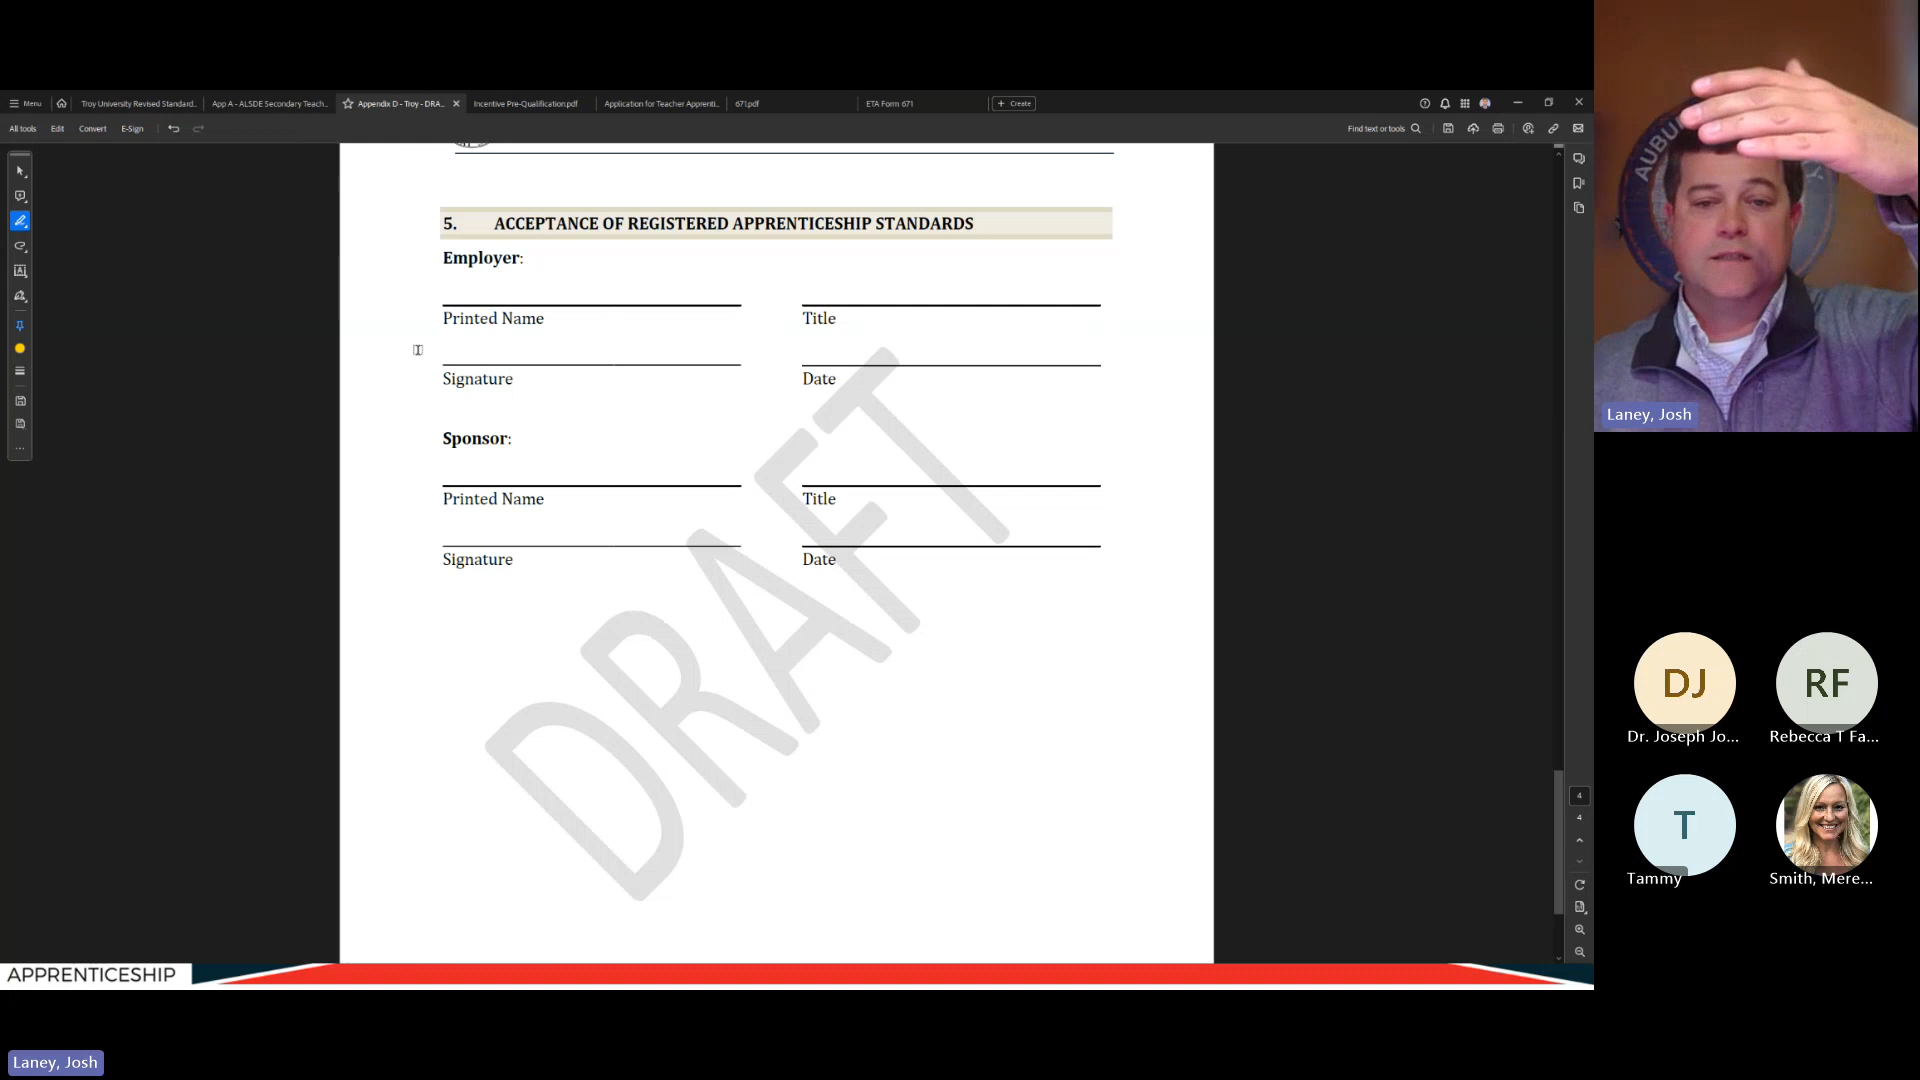 Menu
Troy University Revised Standard...
App A - ALSDE Secondary Teach...
Appendix D - Troy - DRA...
Incentive Pre-Qualification.pdf
Application for Teacher Apprenti...
671.pdf
ETA Form 671
Create
All tools
Edit
Convert
E-Sign
Find text or tools
5. ACCEPTANCE OF REGISTERED APPRENTICESHIP STANDARDS
Employer:
Printed Name
Title
Signature
Date
Sponsor:
Printed Name
Title
Signature
Date
DRAFT
4
4
APPRENTICESHIP
Laney, Josh
AUBU
Laney, Josh
DJ
Dr. Joseph Jo...
RF
Rebecca T Fa...
T
Tammy
Smith, Mere...